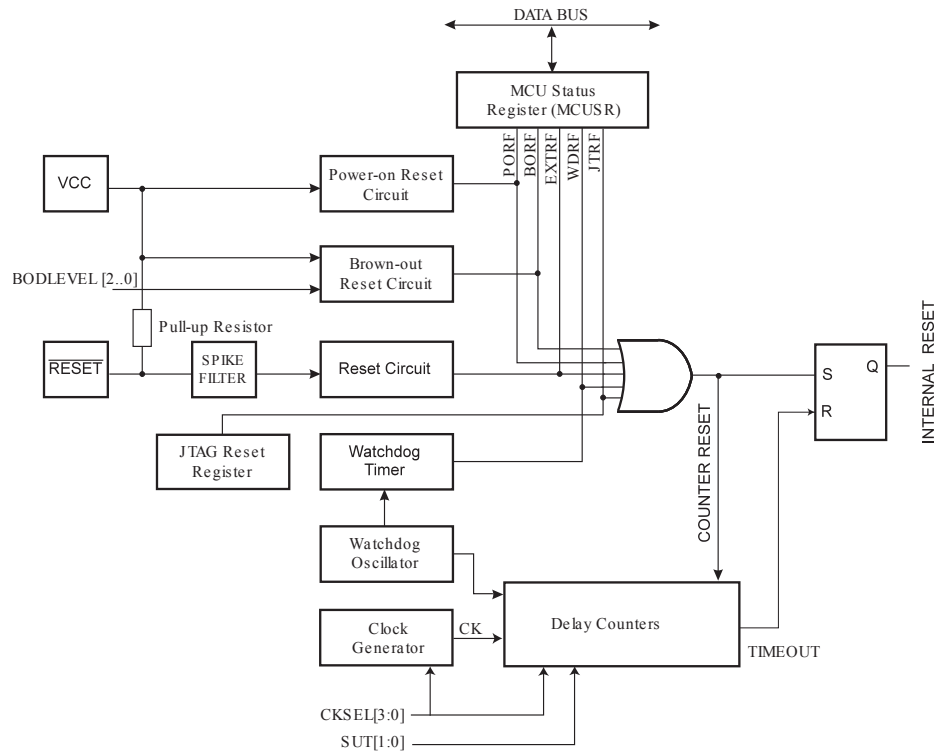 DATA BUS
MCU Status
Register (MCUSR)
PORF
BORF
EXTRF
WDRF
JTRF
VCC
Power-on Reset
Circuit
BODLEVEL [2..0]
Brown-out
Reset Circuit
Pull-up Resistor
RESET
SPIKE
FILTER
Reset Circuit
JTAG Reset
Register
Watchdog
Timer
Watchdog
Oscillator
Clock
Generator
CK
Delay Counters
CKSEL[3:0]
SUT[1:0]
COUNTER RESET
TIMEOUT
S
R
Q
INTERNAL RESET